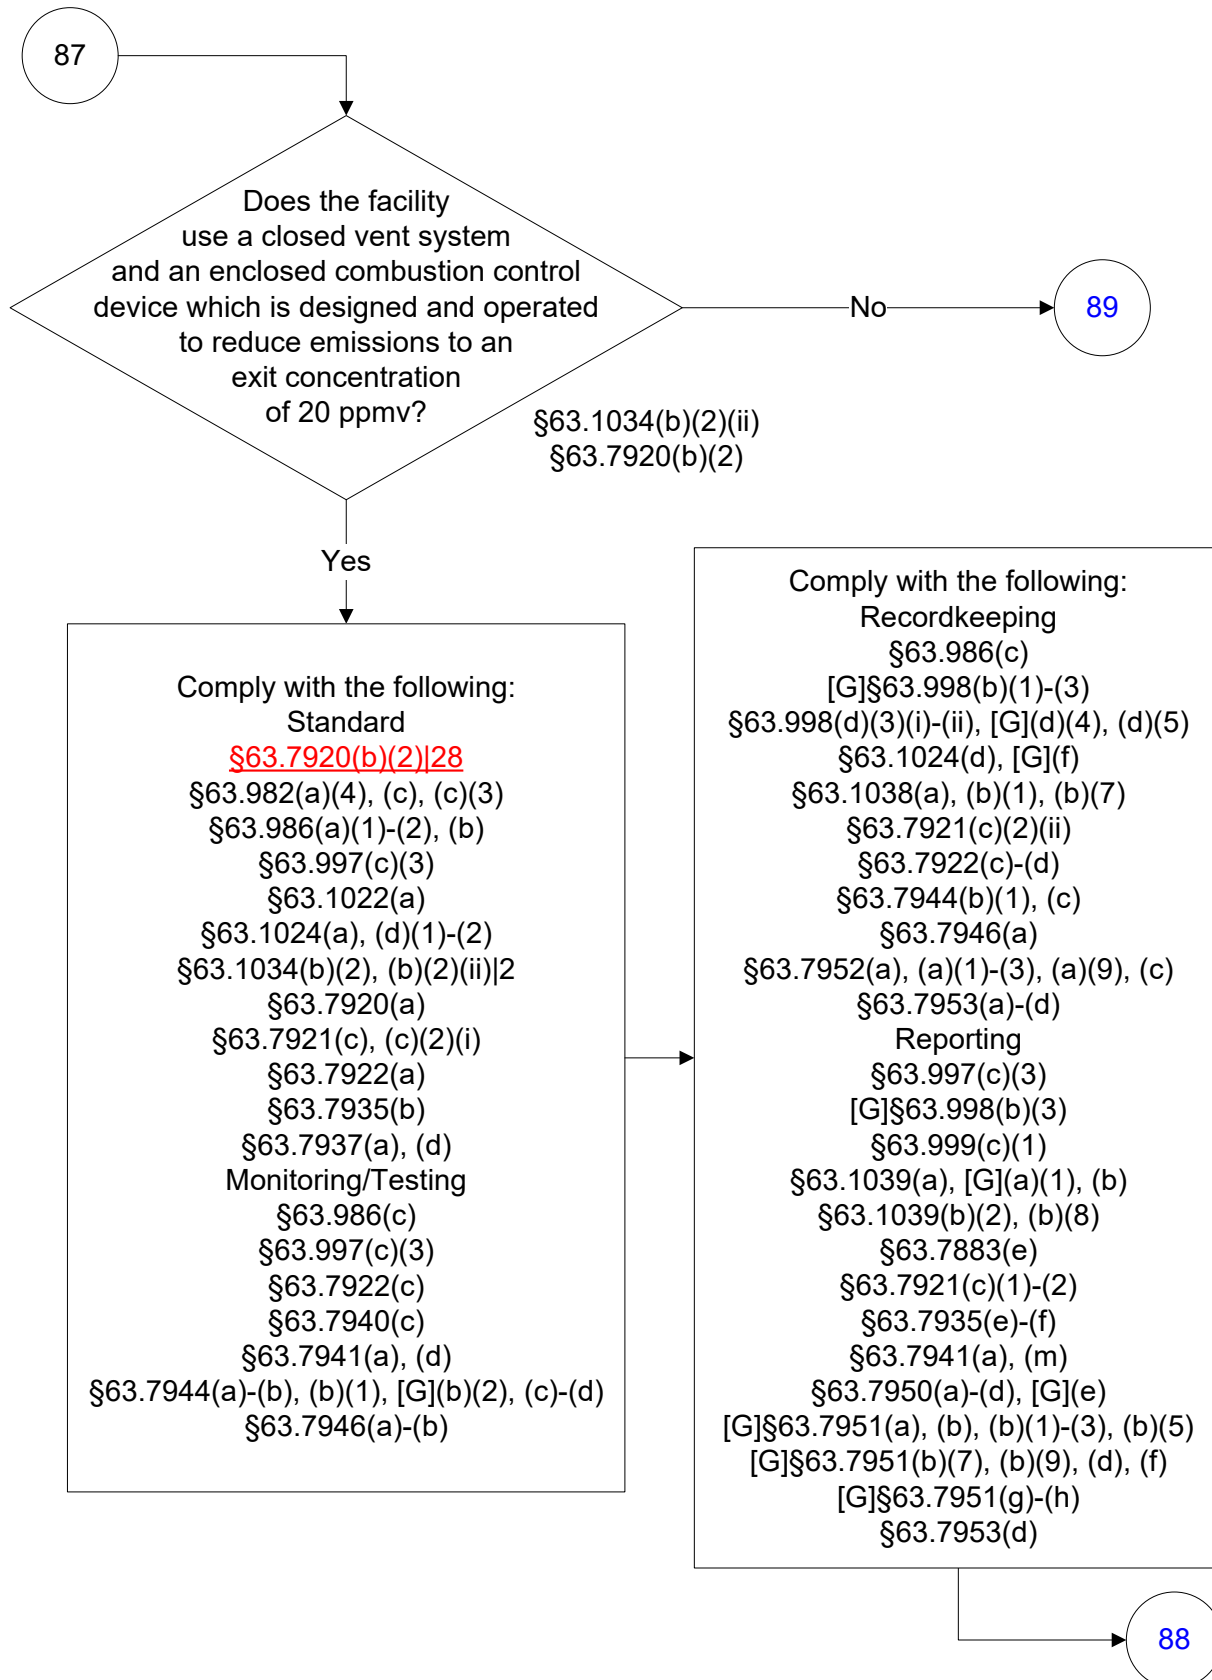 87
Does the facility
use a closed vent system
and an enclosed combustion control
device which is designed and operated
to reduce emissions to an
exit concentration
of 20 ppmv?
No
89
§63.1034(b)(2)(ii)
§63.7920(b)(2)
Yes
Comply with the following:
Standard
§63.7920(b)(2)|28
§63.982(a)(4), (c), (c)(3)
§63.986(a)(1)-(2), (b)
§63.997(c)(3)
§63.1022(a)
§63.1024(a), (d)(1)-(2)
§63.1034(b)(2), (b)(2)(ii)|2
§63.7920(a)
§63.7921(c), (c)(2)(i)
§63.7922(a)
§63.7935(b)
§63.7937(a), (d)
Monitoring/Testing
§63.986(c)
§63.997(c)(3)
§63.7922(c)
§63.7940(c)
§63.7941(a), (d)
§63.7944(a)-(b), (b)(1), [G](b)(2), (c)-(d)
§63.7946(a)-(b)
Comply with the following:
Recordkeeping
§63.986(c)
[G]§63.998(b)(1)-(3)
§63.998(d)(3)(i)-(ii), [G](d)(4), (d)(5)
§63.1024(d), [G](f)
§63.1038(a), (b)(1), (b)(7)
§63.7921(c)(2)(ii)
§63.7922(c)-(d)
§63.7944(b)(1), (c)
§63.7946(a)
§63.7952(a), (a)(1)-(3), (a)(9), (c)
§63.7953(a)-(d)
Reporting
§63.997(c)(3)
[G]§63.998(b)(3)
§63.999(c)(1)
§63.1039(a), [G](a)(1), (b)
§63.1039(b)(2), (b)(8)
§63.7883(e)
§63.7921(c)(1)-(2)
§63.7935(e)-(f)
§63.7941(a), (m)
§63.7950(a)-(d), [G](e)
[G]§63.7951(a), (b), (b)(1)-(3), (b)(5)
[G]§63.7951(b)(7), (b)(9), (d), (f)
[G]§63.7951(g)-(h)
§63.7953(d)
88